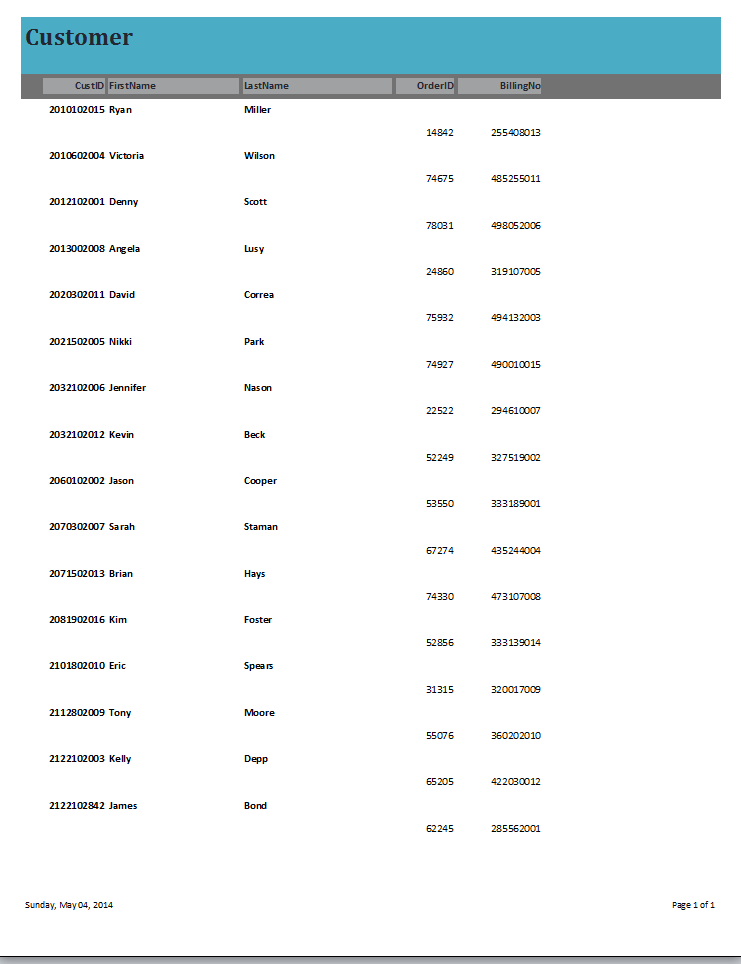 Customer
CustID FirstName LastName OrderID BillingNo
2010102015 Ryan Miller
14842 255408013
2010602004 Victoria Wilson
74675 485255011
2012102001 Denny Scott
78031 498052006
2013002008 Angela Lusy
24860 319107005
2020302011 David Correa
75932 494132003
2021502005 Nikki Park
74927 490010015
2032102006 Jennifer Nason
22522 294610007
2032102012 Kevin Beck
52249 327519002
2060102002 Jason Cooper
53550 333189001
2070302007 Sarah Staman
67274 435244004
2071502013 Brian Hays
74330 473107008
2081902016 Kim Foster
52856 333139014
2101802010 Eric Spears
31315 320017009
2112802009 Tony Moore
55076 360202010
2122102003 Kelly Depp
65205 422030012
2122102842 James Bond
62245 285562001
Sunday, May 04, 2014 Page 1 of 1